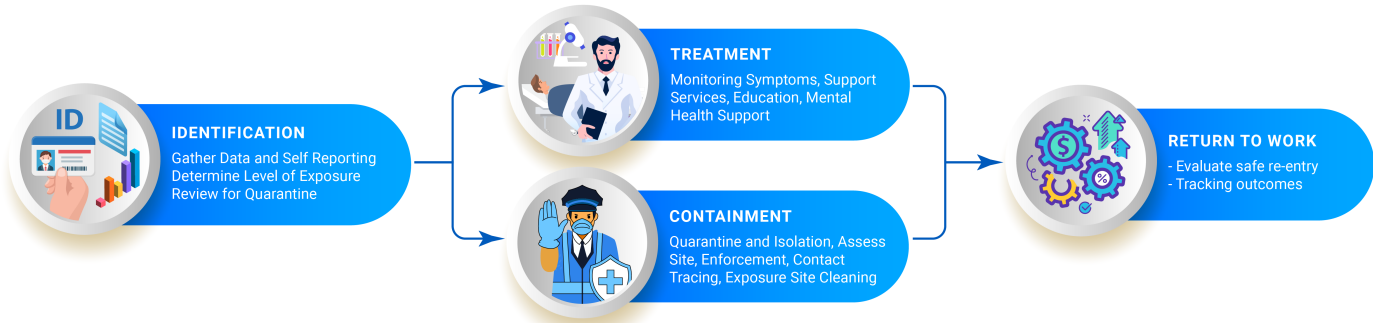 ID
IDENTIFICATION
Gather Data and Self Reporting
Determine Level of Exposure
Review for Quarantine
TREATMENT
Monitoring Symptoms, Support
Services, Education, Mental
Health Support
CONTAINMENT
Quarantine and Isolation, Assess
Site, Enforcement, Contact
Tracing, Exposure Site Cleaning
$
%
RETURN TO WORK
- Evaluate safe re-entry
- Tracking outcomes